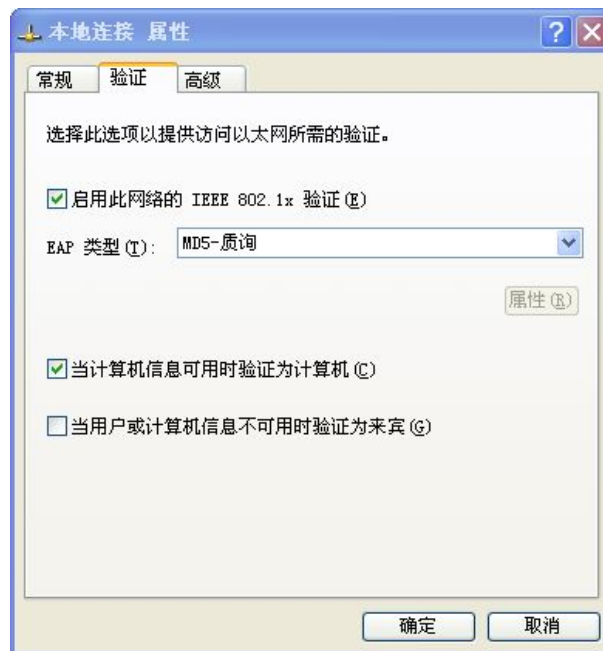 本地连接 属性
常规 验证 高级
选择此选项以提供访问以太网所需的验证。
启用此网络的 IEEE 802.1x 验证(E)
EAP 类型(T): MD5-质询
属性(R)
当计算机信息可用时验证为计算机(C)
当用户或计算机信息不可用时验证为来宾(G)
确定 取消